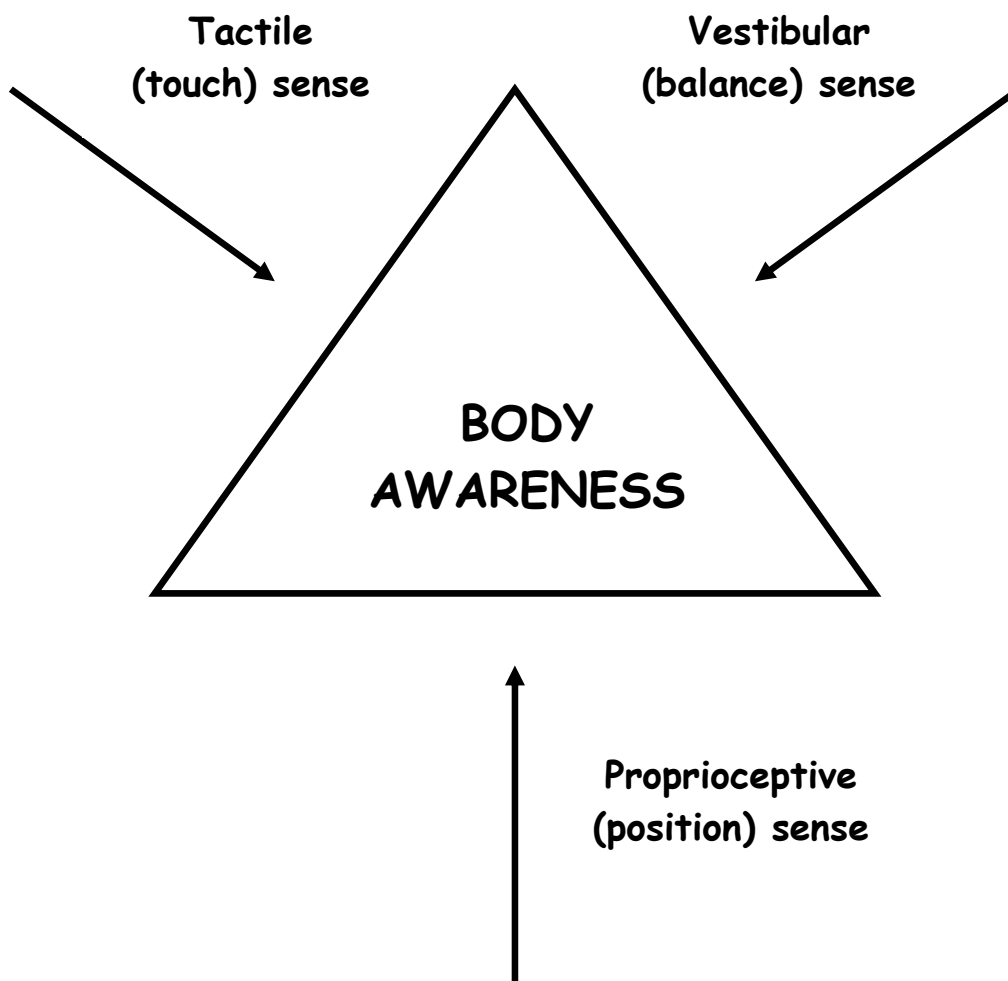 Tactile
(touch) sense
Vestibular
(balance) sense
BODY
AWARENESS
Proprioceptive
(position) sense